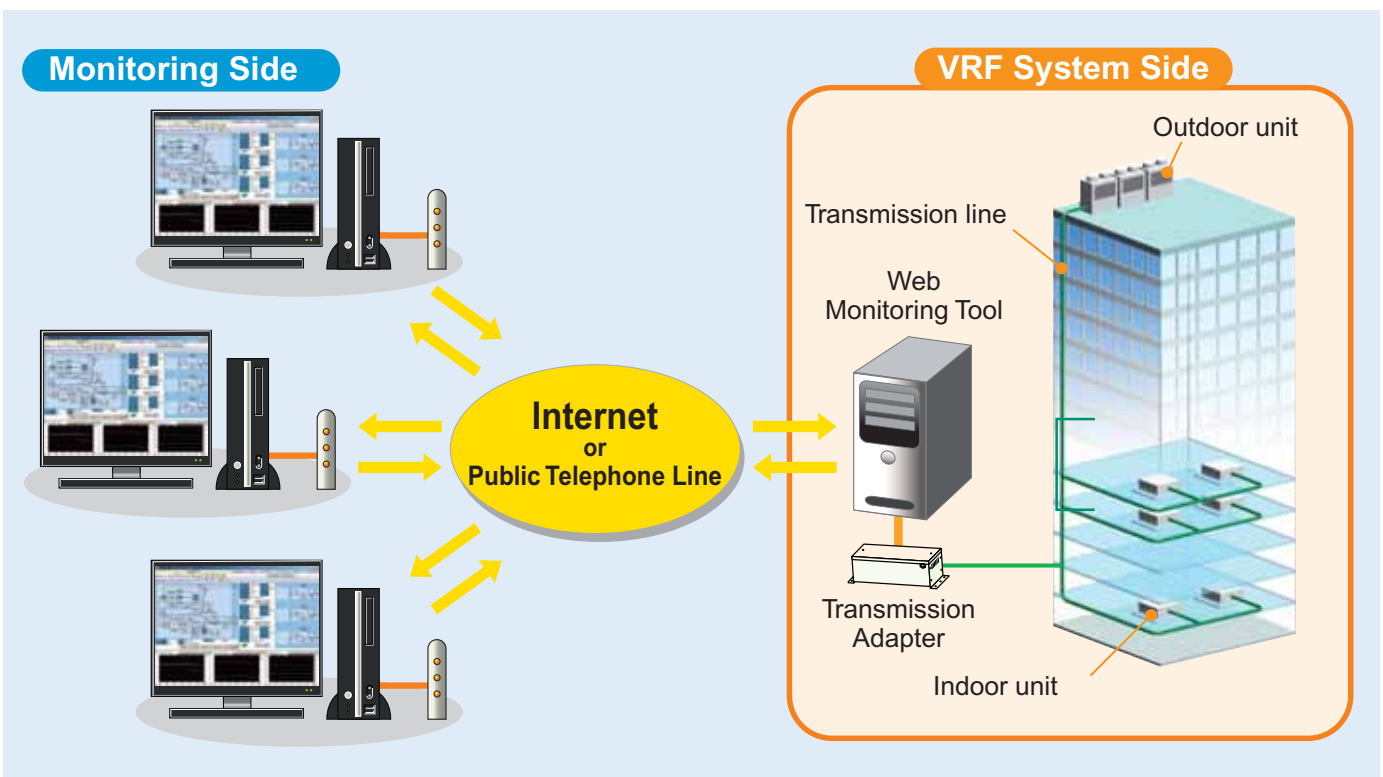 Monitoring Side
VRF System Side
Outdoor unit
Transmission line
Web
Monitoring Tool
Internet
or
Public Telephone Line
Transmission
Adapter
Indoor unit